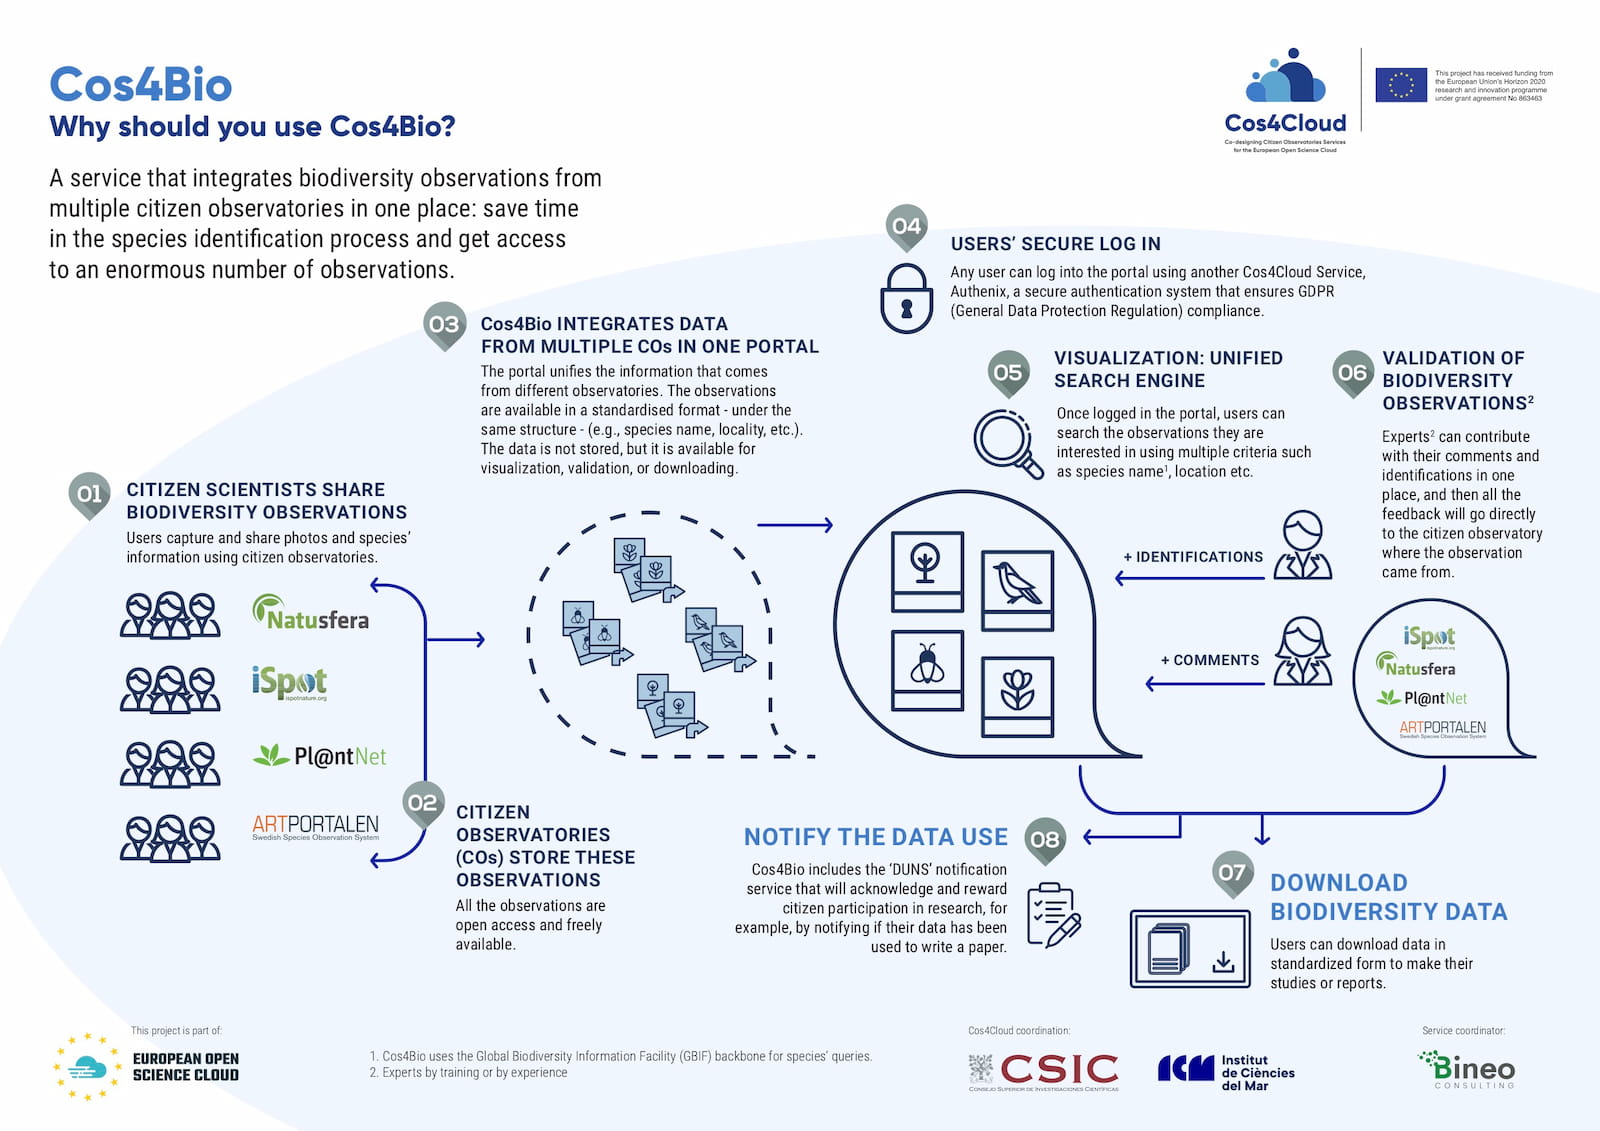 Cos4Bio
Why should you use Cos4Bio?
A service that integrates biodiversity observations from
multiple citizen observatories in one place: save time
in the species identification process and get access
to an enormous number of observations.
Cos4Cloud
Co-designing Citizen Observatories Services
for the European Open Science Cloud
This project has received funding from
the European Union's Horizon 2020
research and innovation programme
under grant agreement No 863463
01
CITIZEN SCIENTISTS SHARE
BIODIVERSITY OBSERVATIONS
Users capture and share photos and species'
information using citizen observatories.
Natusfera
iSpot
ispotnature.org
Pl@ntNet
ARTPORTALEN
Swedish Species Observation System
02
CITIZEN
OBSERVATORIES
(COs) STORE THESE
OBSERVATIONS
All the observations are
open access and freely
available.
03
Cos4Bio INTEGRATES DATA
FROM MULTIPLE COs IN ONE PORTAL
The portal unifies the information that comes
from different observatories. The observations
are available in a standardised format - under the
same structure - (e.g., species name, locality, etc.).
The data is not stored, but it is available for
visualization, validation, or downloading.
04
USERS' SECURE LOG IN
Any user can log into the portal using another Cos4Cloud Service,
Authenix, a secure authentication system that ensures GDPR
(General Data Protection Regulation) compliance.
05
VISUALIZATION: UNIFIED
SEARCH ENGINE
Once logged in the portal, users can
search the observations they are
interested in using multiple criteria such
as species name¹, location etc.
06
VALIDATION OF
BIODIVERSITY
OBSERVATIONS²
Experts² can contribute
with their comments and
identifications in one
place, and then all the
feedback will go directly
to the citizen observatory
where the observation
came from.
+ IDENTIFICATIONS
+ COMMENTS
iSpot
ispotnature.org
Natusfera
Pl@ntNet
ARTPORTALEN
Swedish Species Observation System
07
DOWNLOAD
BIODIVERSITY DATA
Users can download data in
standardized form to make their
studies or reports.
NOTIFY THE DATA USE
08
Cos4Bio includes the 'DUNS' notification
service that will acknowledge and reward
citizen participation in research, for
example, by notifying if their data has been
used to write a paper.
This project is part of:
EUROPEAN OPEN
SCIENCE CLOUD
1. Cos4Bio uses the Global Biodiversity Information Facility (GBIF) backbone for species' queries.
2. Experts by training or by experience
Cos4Cloud coordination:
CSIC
CONSEJO SUPERIOR DE INVESTIGACIONES CIENTÍFICAS
ICM
Institut
de Ciències
del Mar
Service coordinator:
Bineo
CONSULTING